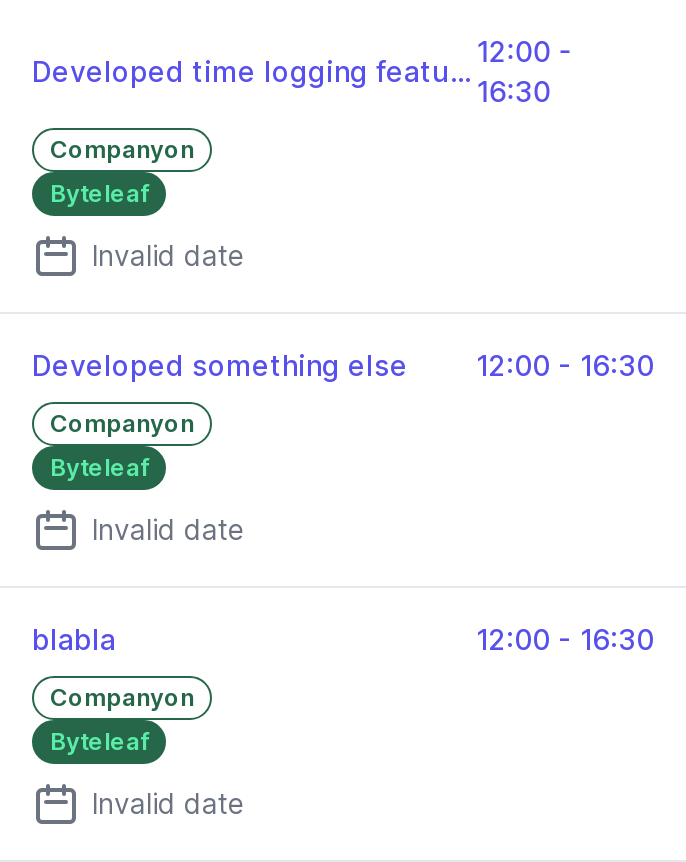 Developed time logging featu... 12:00 -
16:30
Companyon
Byteleaf
Invalid date
Developed something else 12:00 - 16:30
Companyon
Byteleaf
Invalid date
blabla 12:00 - 16:30
Companyon
Byteleaf
Invalid date